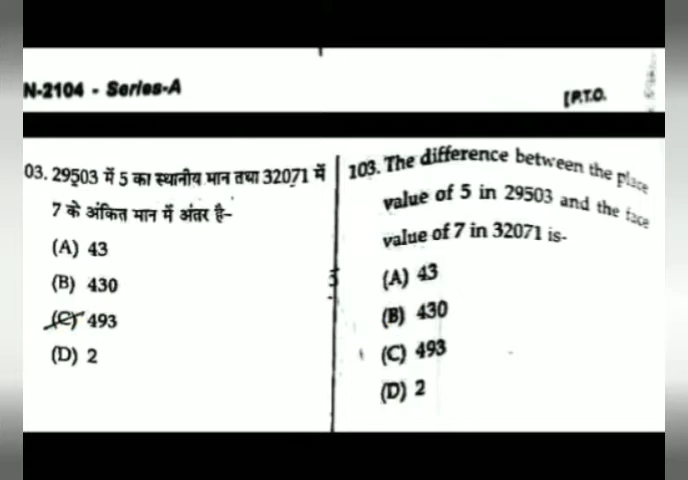 N-2104 - Series-A
[P.T.O.
03. 29503 में 5 का स्थानीय मान तथा 32071 में
7 के अंकित मान में अंतर है-
(A) 43
(B) 430
(C) 493
(D) 2
103. The difference between the place
value of 5 in 29503 and the face
value of 7 in 32071 is-
(A) 43
(B) 430
(C) 493
(D) 2